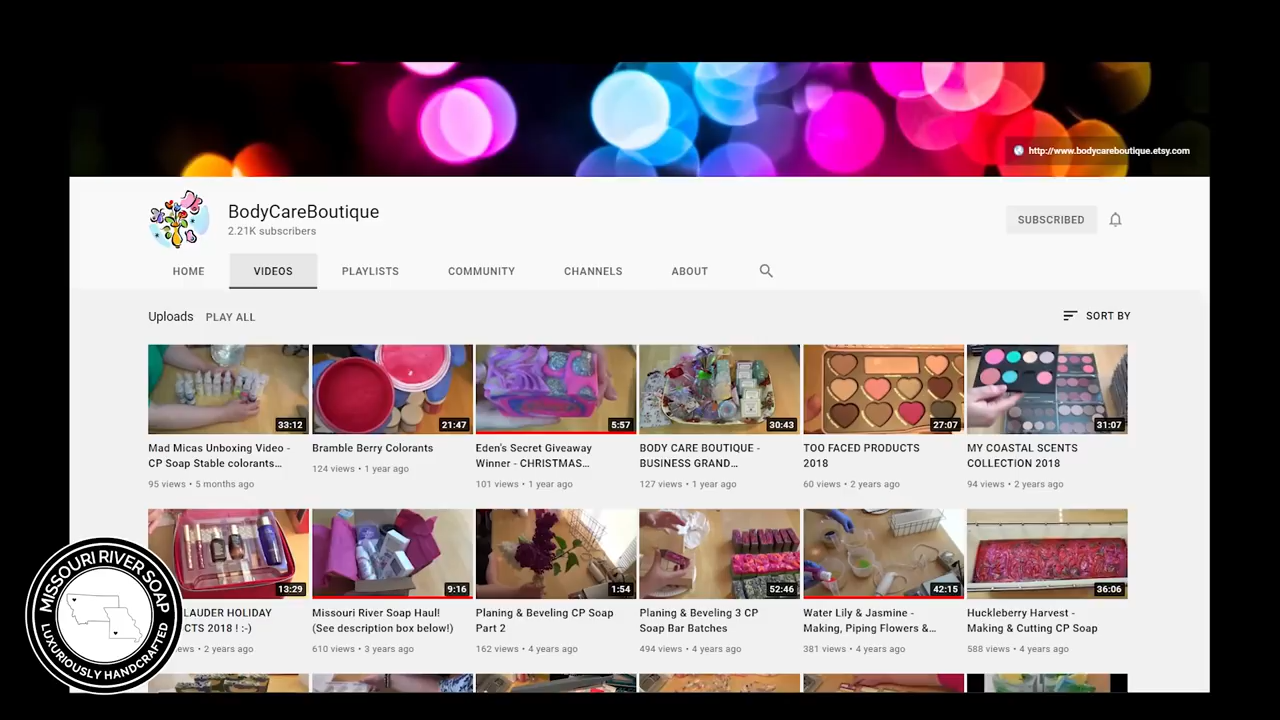 http://www.bodycareboutique.etsy.com
BodyCareBoutique
2.21K subscribers
SUBSCRIBED
HOME
VIDEOS
PLAYLISTS
COMMUNITY
CHANNELS
ABOUT
Uploads
PLAY ALL
SORT BY
33:12
21:47
5:57
30:43
27:07
31:07
Mad Micas Unboxing Video -
CP Soap Stable colorants...
95 views • 5 months ago
Bramble Berry Colorants
124 views • 1 year ago
Eden's Secret Giveaway
Winner - CHRISTMAS...
101 views • 1 year ago
BODY CARE BOUTIQUE -
BUSINESS GRAND...
127 views • 1 year ago
TOO FACED PRODUCTS
2018
60 views • 2 years ago
MY COASTAL SCENTS
COLLECTION 2018
94 views • 2 years ago
13:29
9:16
1:54
52:46
42:15
36:06
LAUDER HOLIDAY
CTS 2018 ! :-)
• 2 years ago
Missouri River Soap Haul!
(See description box below!)
610 views • 3 years ago
Planing & Beveling CP Soap
Part 2
162 views • 4 years ago
Planing & Beveling 3 CP
Soap Bar Batches
494 views • 4 years ago
Water Lily & Jasmine -
Making, Piping Flowers &...
381 views • 4 years ago
Huckleberry Harvest -
Making & Cutting CP Soap
588 views • 4 years ago
MISSOURI RIVER SOAP
LUXURIOUSLY HANDCRAFTED